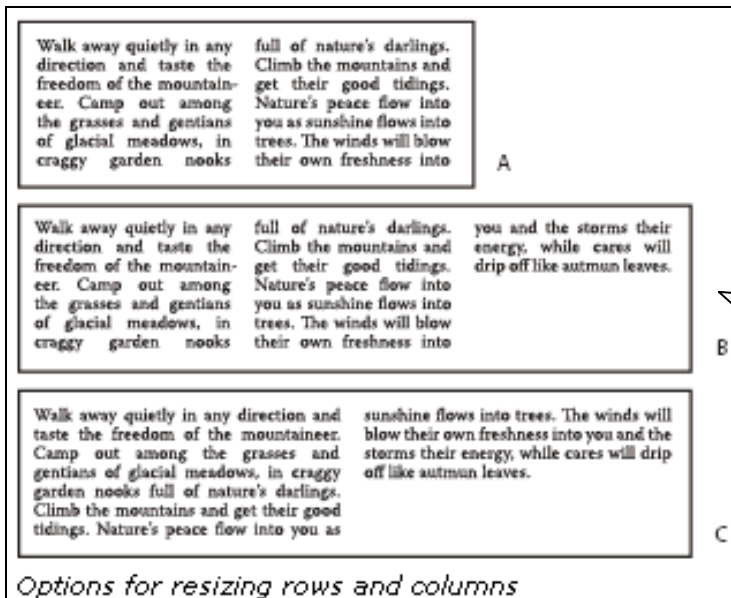 Walk away quietly in any
direction and taste the
freedom of the mountain-
eer. Camp out among
the grasses and gentians
of glacial meadows, in
craggy garden nooks
full of nature's darlings.
Climb the mountains and
get their good tidings.
Nature's peace flow into
you as sunshine flows into
trees. The winds will blow
their own freshness into
A
Walk away quietly in any
direction and taste the
freedom of the mountain-
eer. Camp out among
the grasses and gentians
of glacial meadows, in
craggy garden nooks
full of nature's darlings.
Climb the mountains and
get their good tidings.
Nature's peace flow into
you as sunshine flows into
trees. The winds will blow
their own freshness into
you and the storms their
energy, while cares will
drip off like autmun leaves.
B
Walk away quietly in any direction and
taste the freedom of the mountaineer.
Camp out among the grasses and
gentians of glacial meadows, in craggy
garden nooks full of nature's darlings.
Climb the mountains and get their good
tidings. Nature's peace flow into you as
sunshine flows into trees. The winds will
blow their own freshness into you and the
storms their energy, while cares will drip
off like autmun leaves.
C
Options for resizing rows and columns